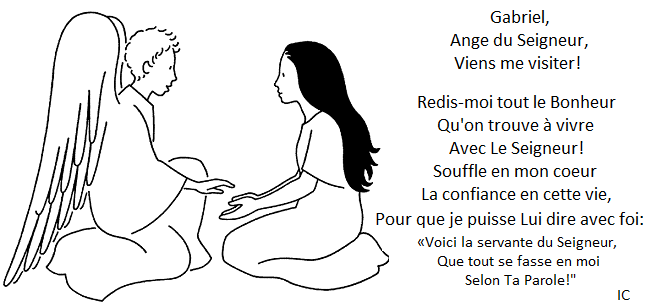 Gabriel,
Ange du Seigneur,
Viens me visiter!
Redis-moi tout le Bonheur
Qu'on trouve à vivre
Avec Le Seigneur!
Souffle en mon coeur
La confiance en cette vie,
Pour que je puisse Lui dire avec foi:
«Voici la servante du Seigneur,
Que tout se fasse en moi
Selon Ta Parole!"
IC